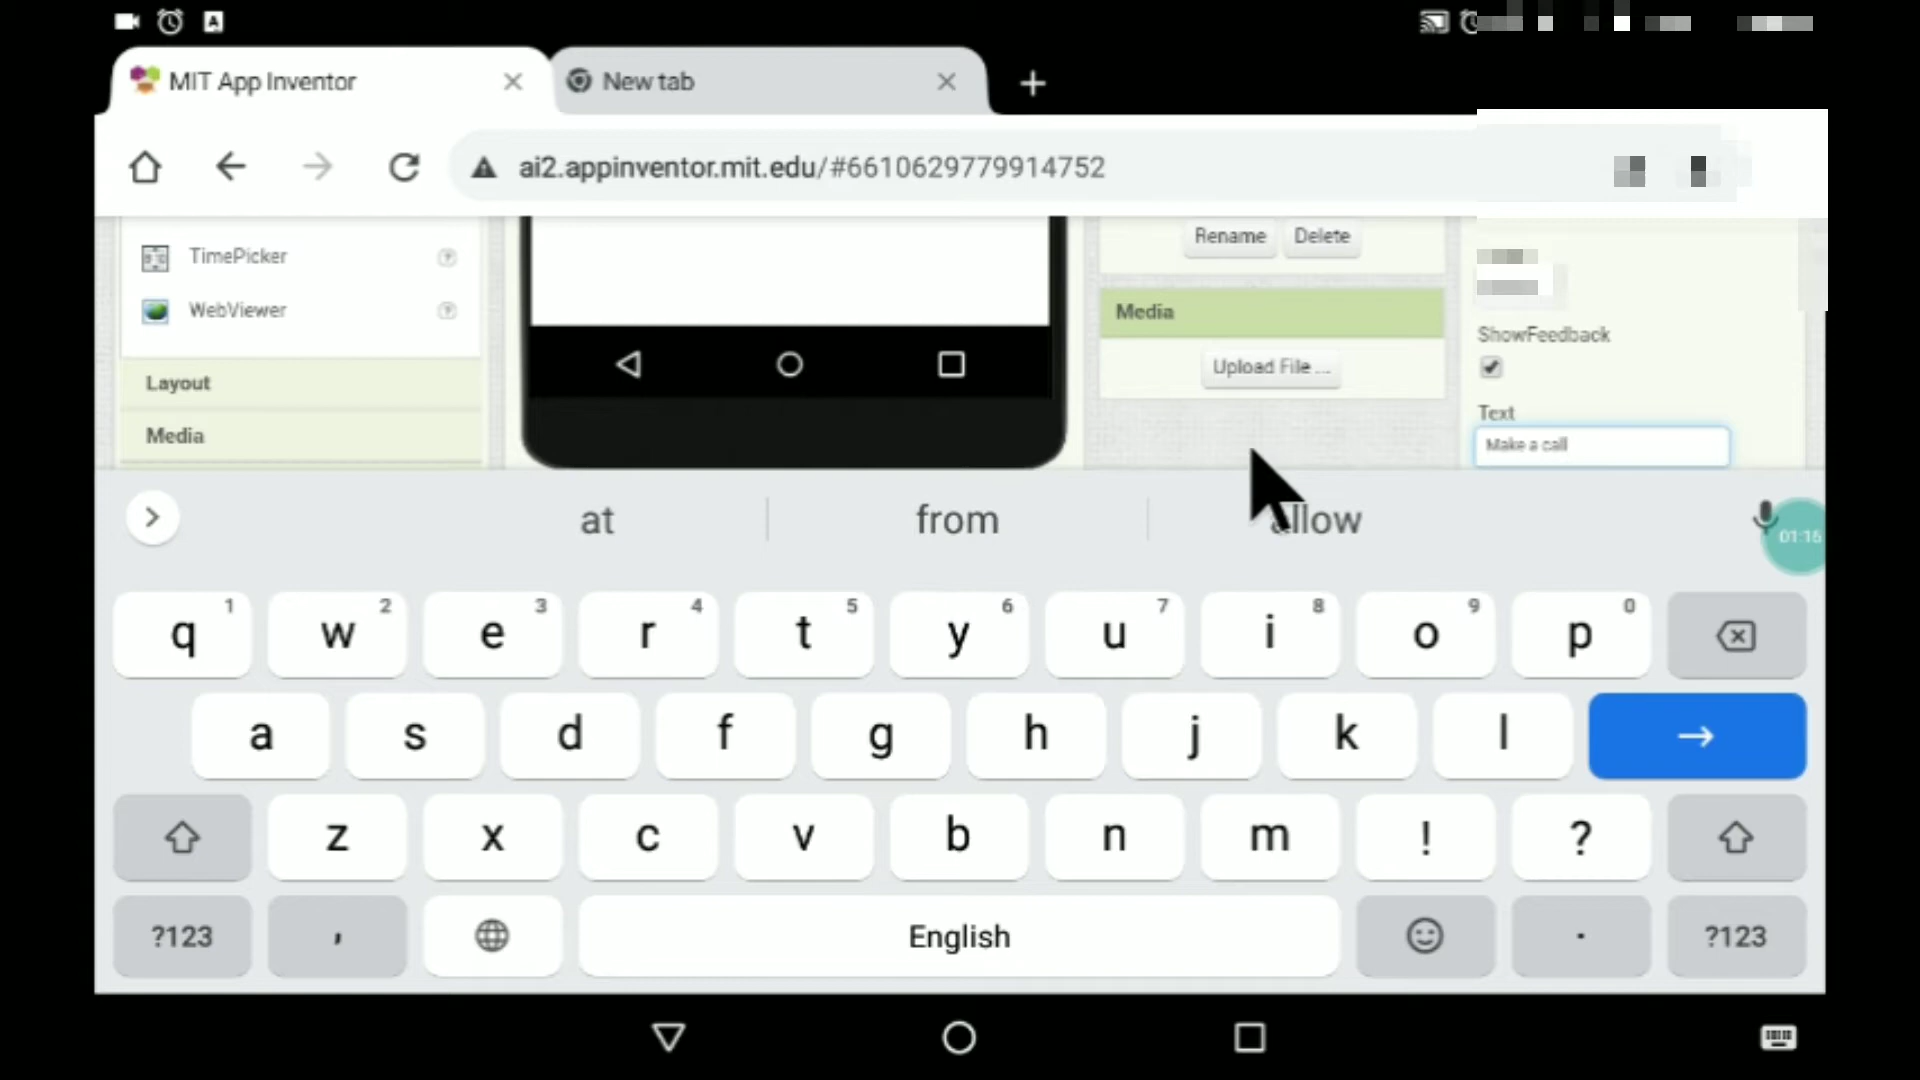 MIT App Inventor
New tab
ai2.appinventor.mit.edu/#6610629779914752
TimePicker
WebViewer
Layout
Media
Rename Delete
Media
Upload File ...
ShowFeedback
Text
Make a call
at from allow
01:15
q 1 w 2 e 3 r 4 t 5 y 6 u 7 i 8 o 9 p 0
a s d f g h j k l
z x c v b n m ! ?
?123 , English . ?123